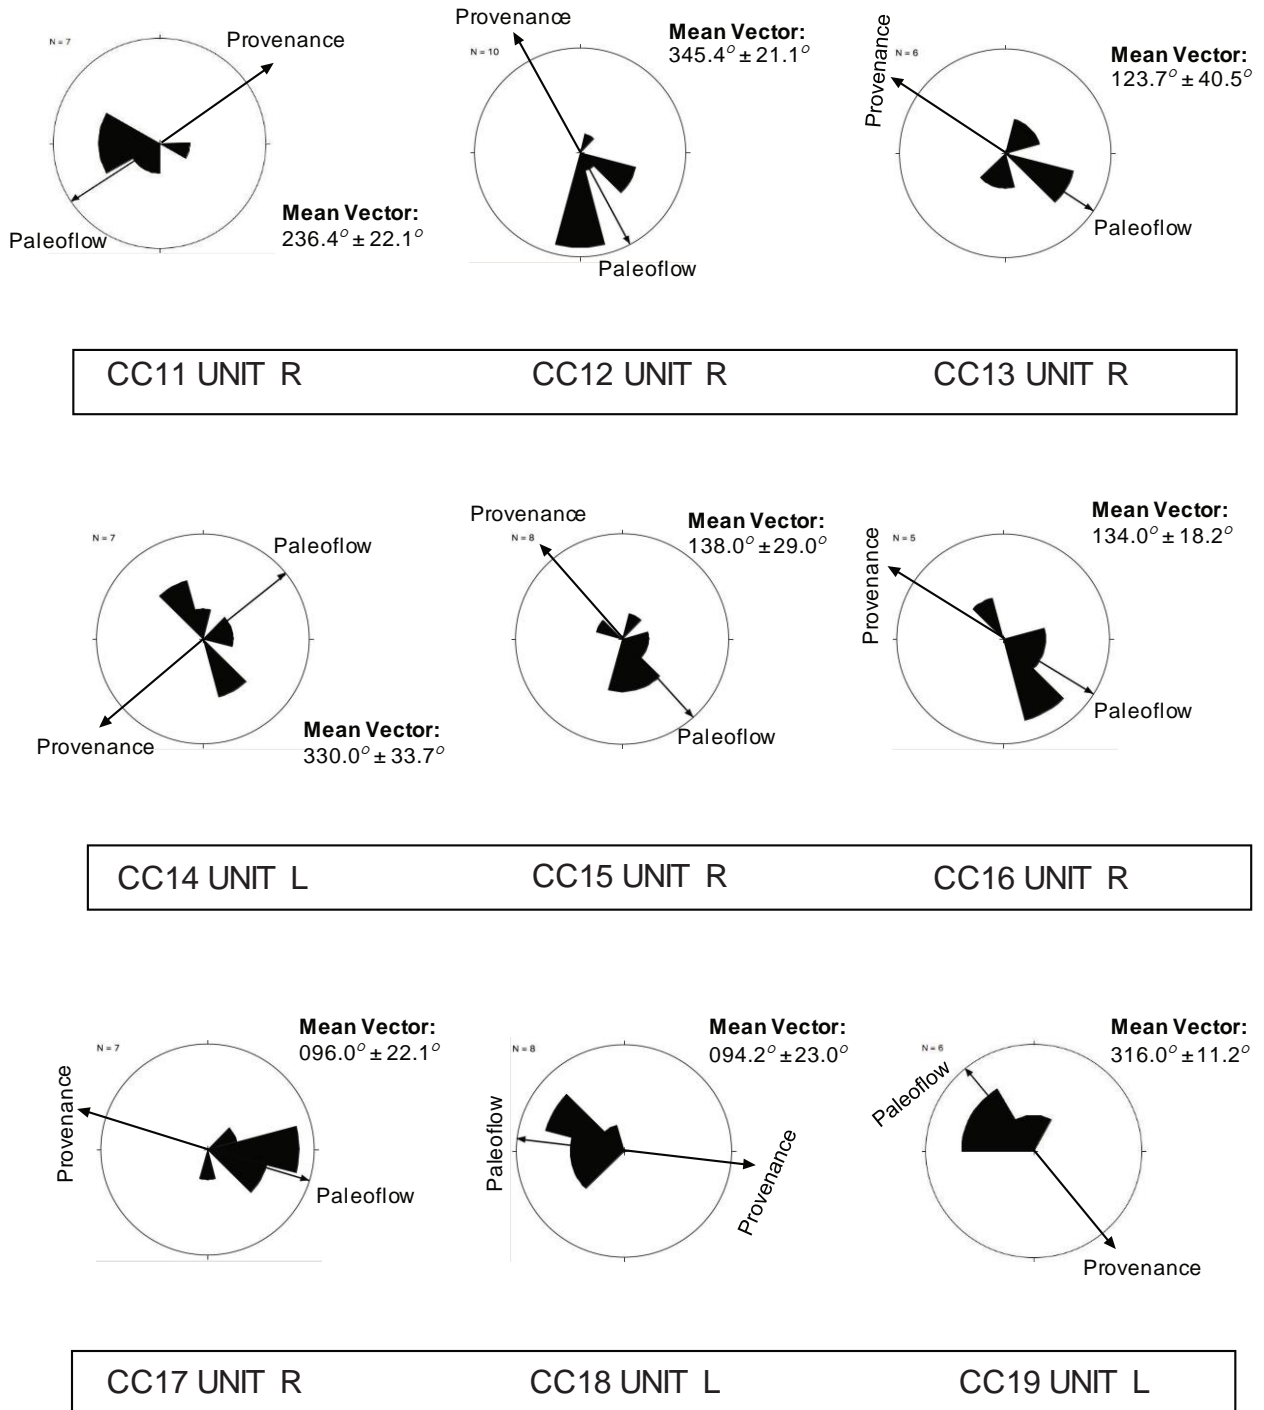 N = 7
Provenance
Paleoflow
Mean Vector:
236.4° ± 22.1°
Provenance
N = 10
Mean Vector:
345.4° ± 21.1°
Paleoflow
Provenance
N = 6
Mean Vector:
123.7° ± 40.5°
Paleoflow
CC11 UNIT R
CC12 UNIT R
CC13 UNIT R
N = 7
Paleoflow
Provenance
Mean Vector:
330.0° ± 33.7°
Provenance
N = 8
Mean Vector:
138.0° ± 29.0°
Paleoflow
Provenance
N = 5
Mean Vector:
134.0° ± 18.2°
Paleoflow
CC14 UNIT L
CC15 UNIT R
CC16 UNIT R
N = 7
Provenance
Mean Vector:
096.0° ± 22.1°
Paleoflow
N = 8
Paleoflow
Mean Vector:
094.2° ± 23.0°
Provenance
N = 6
Paleoflow
Mean Vector:
316.0° ± 11.2°
Provenance
CC17 UNIT R
CC18 UNIT L
CC19 UNIT L